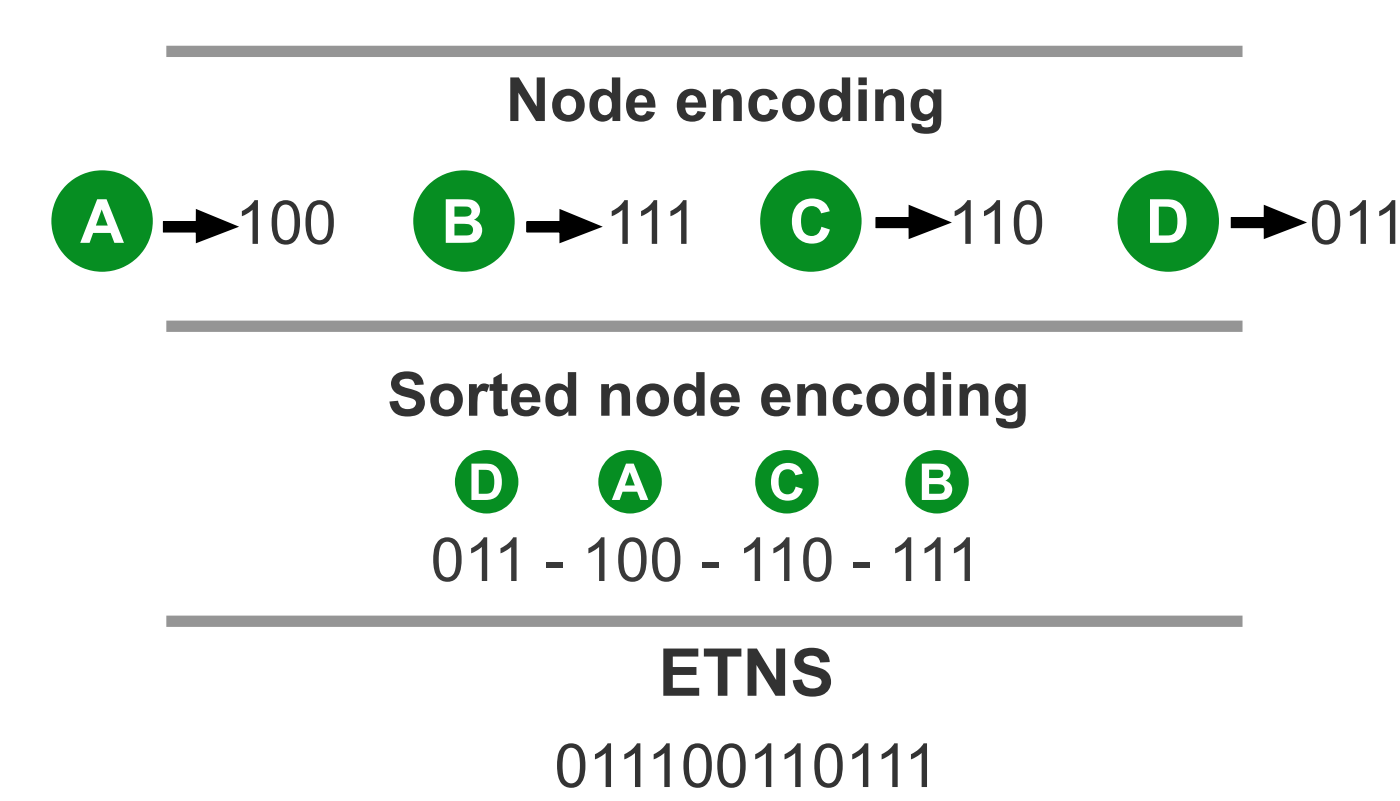 Node encoding
A 100 B 111 C 110 D 011
Sorted node encoding
D A C B
011 - 100 - 110 - 111
ETNS
011100110111